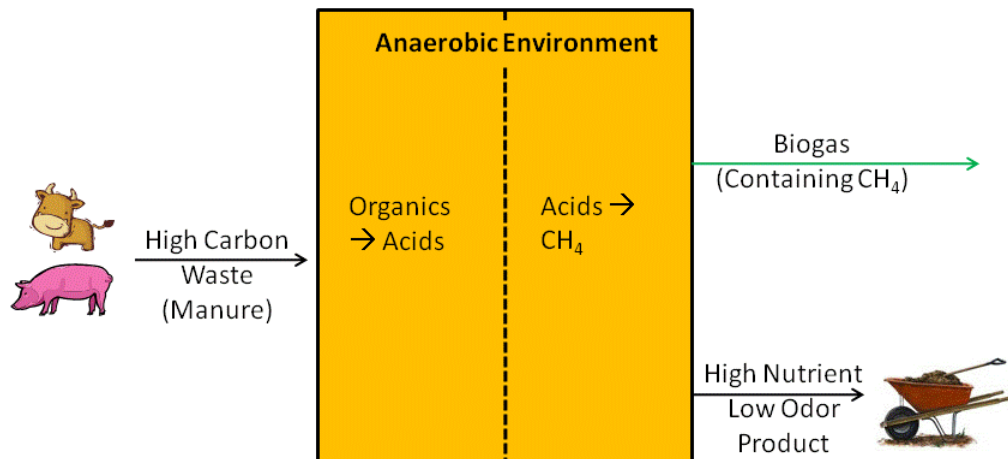 Anaerobic Environment
High Carbon
Waste
(Manure)
Organics
→ Acids
Acids →
CH₄
Biogas
(Containing CH₄)
High Nutrient
Low Odor
Product